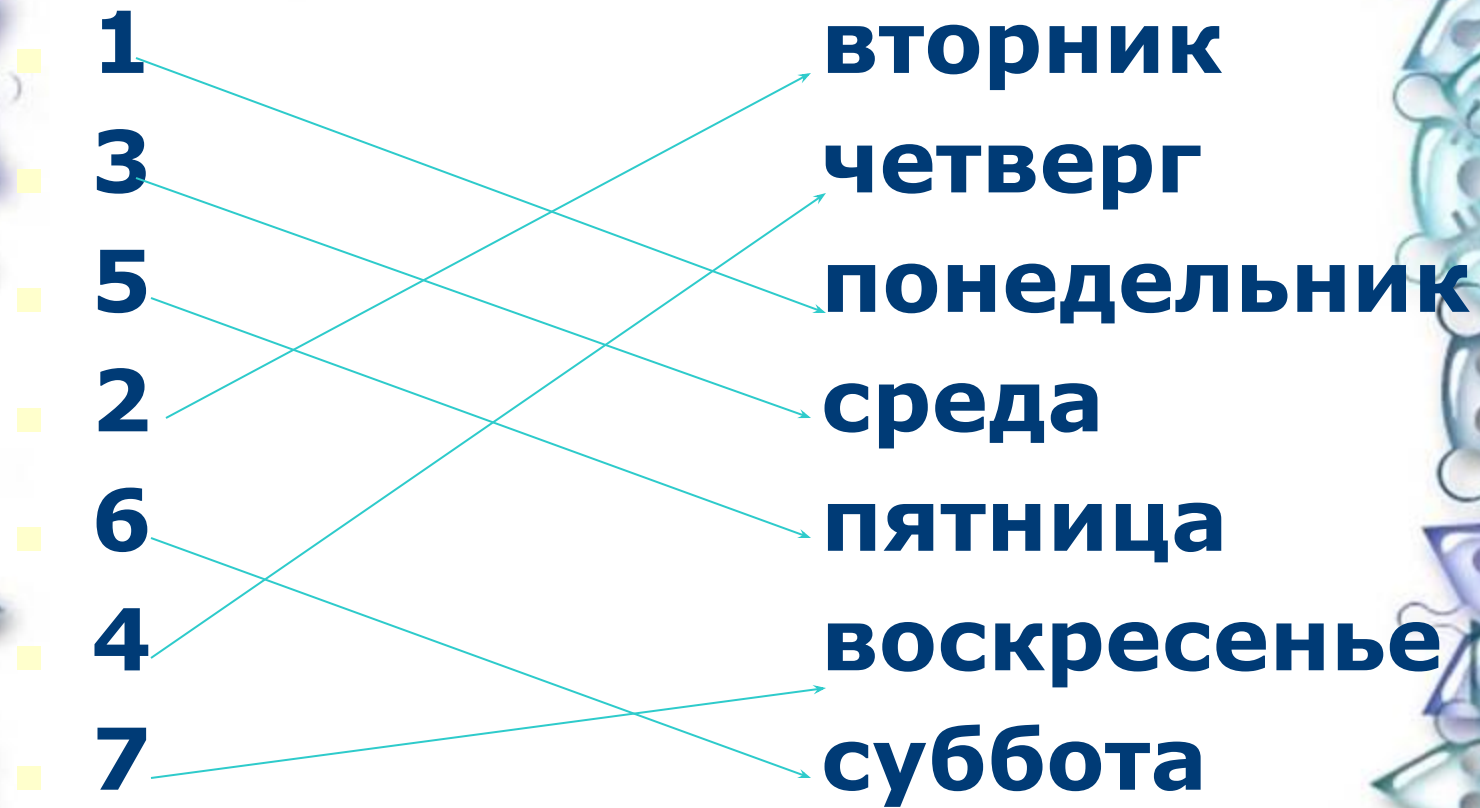 1 вторник
3 четверг
5 понедельник
2 среда
6 пятница
4 воскресенье
7 суббота